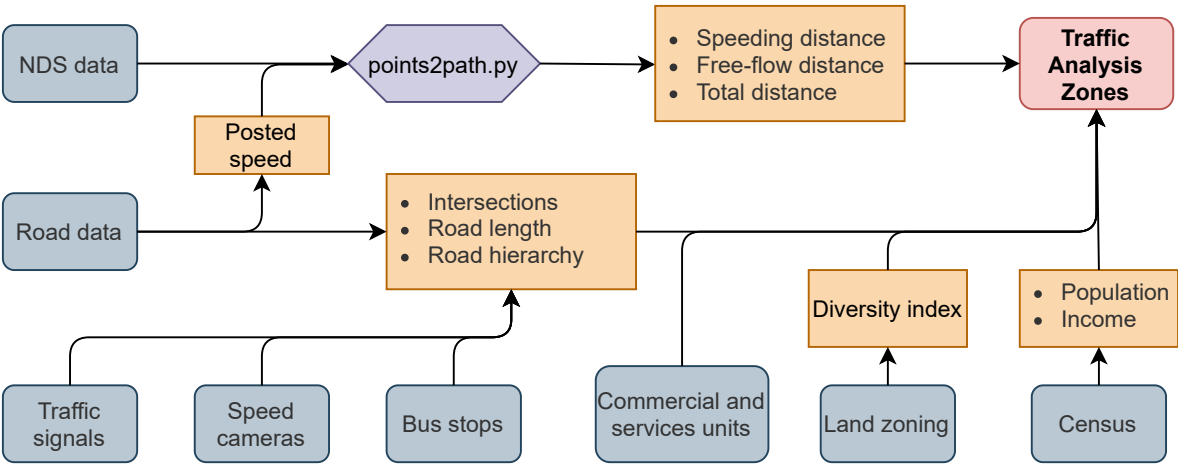 NDS data
points2path.py
• Speeding distance
• Free-flow distance
• Total distance
Traffic
Analysis
Zones
Posted
speed
Road data
• Intersections
• Road length
• Road hierarchy
Diversity index
• Population
• Income
Traffic
signals
Speed
cameras
Bus stops
Commercial and
services units
Land zoning
Census